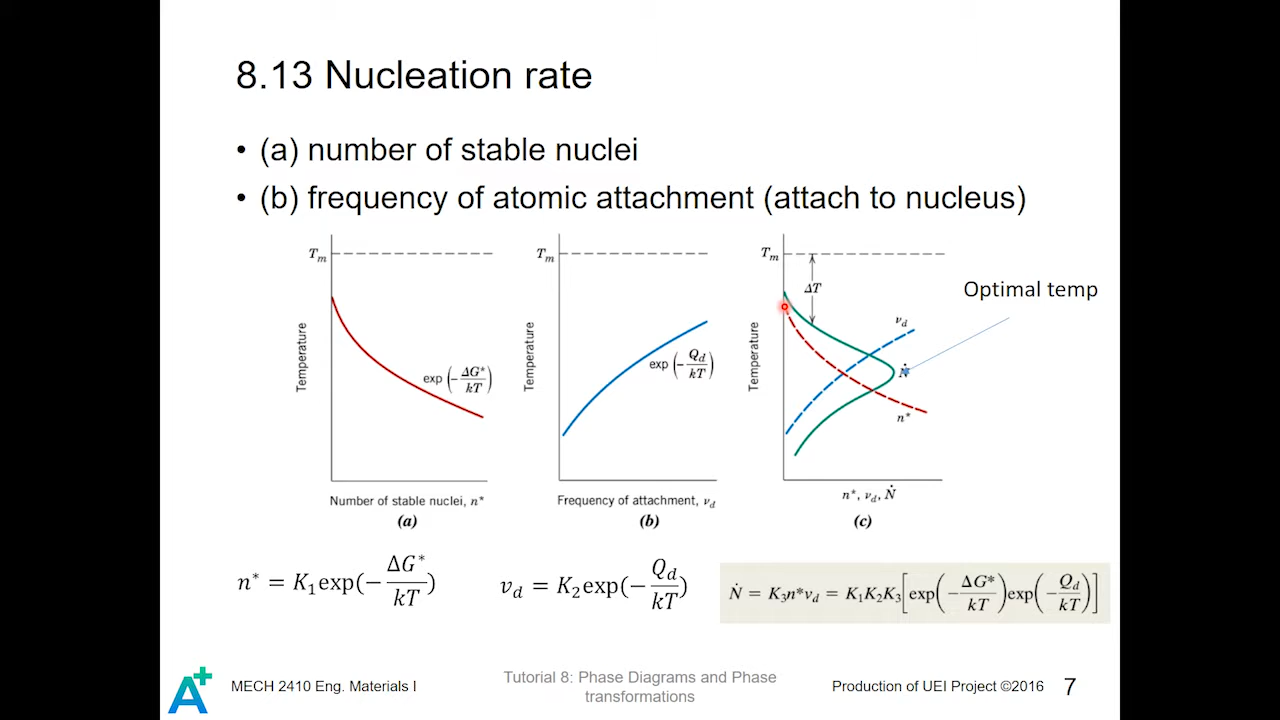 8.13 Nucleation rate
• (a) number of stable nuclei
• (b) frequency of atomic attachment (attach to nucleus)
Tm
Temperature
exp (−ΔG*/kT)
Number of stable nuclei, n*
(a)
Tm
Temperature
exp (−Qd/kT)
Frequency of attachment, νd
(b)
Tm
ΔT
Optimal temp
νd
Temperature
Ṅ
n*
n*, νd, Ṅ
(c)
n* = K1exp(−ΔG*/kT)
vd = K2exp(−Qd/kT)
Ṅ = K3n*νd = K1K2K3[exp(−ΔG*/kT)exp(−Qd/kT)]
A+
MECH 2410 Eng. Materials I
Tutorial 8: Phase Diagrams and Phase
transformations
Production of UEI Project ©2016
7